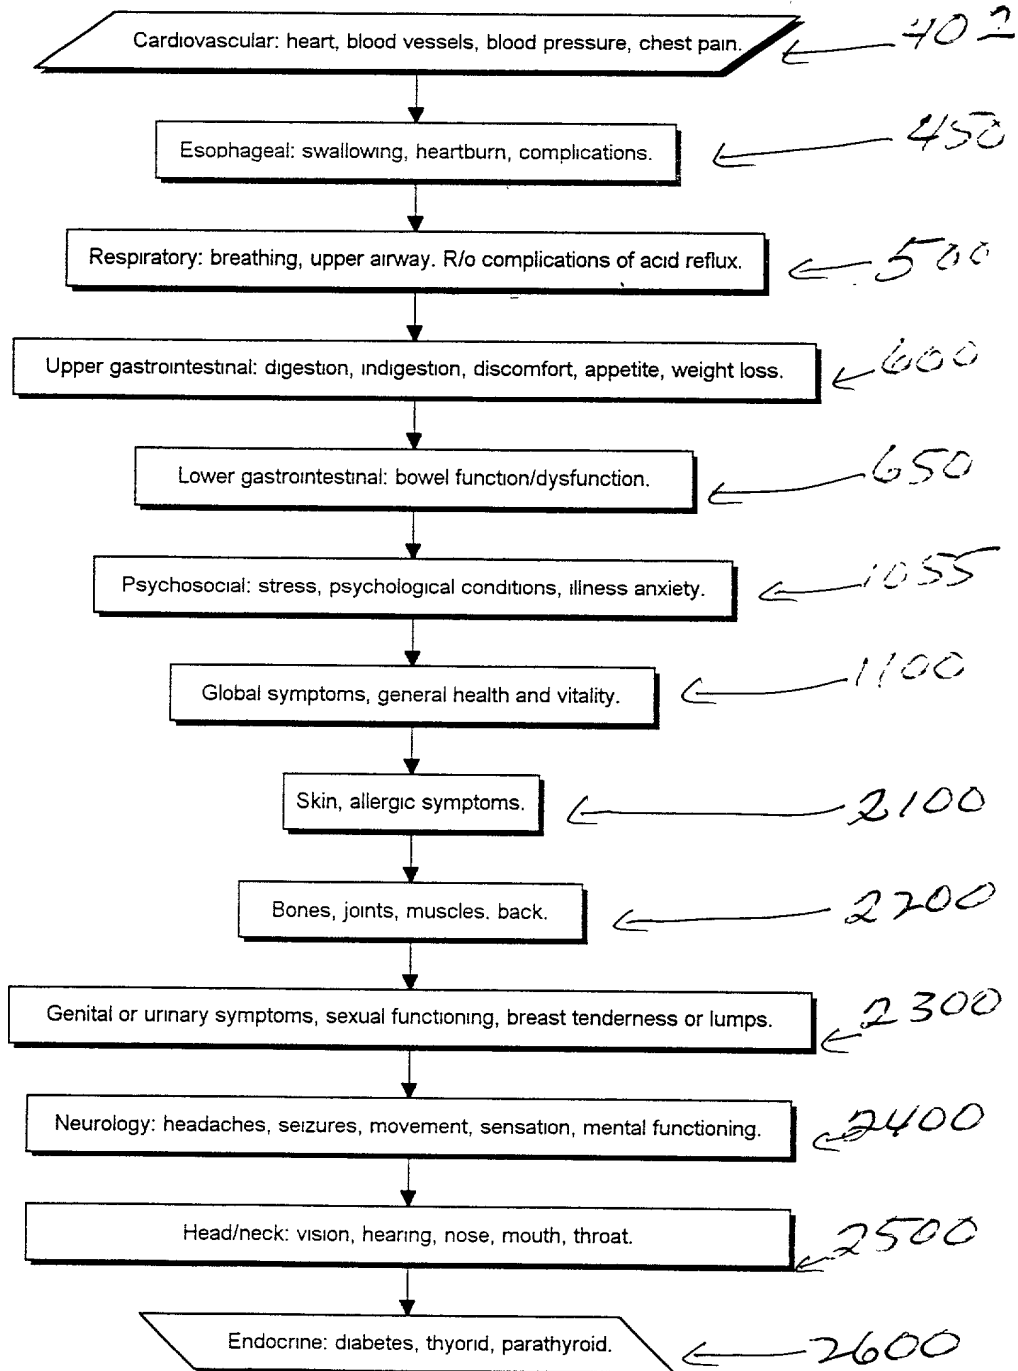 Cardiovascular: heart, blood vessels, blood pressure, chest pain. 402
Esophageal: swallowing, heartburn, complications. 450
Respiratory: breathing, upper airway. R/o complications of acid reflux. 500
Upper gastrointestinal: digestion, indigestion, discomfort, appetite, weight loss. 600
Lower gastrointestinal: bowel function/dysfunction. 650
Psychosocial: stress, psychological conditions, illness anxiety. 1055
Global symptoms, general health and vitality. 1100
Skin, allergic symptoms. 2100
Bones, joints, muscles. back. 2200
Genital or urinary symptoms, sexual functioning, breast tenderness or lumps. 2300
Neurology: headaches, seizures, movement, sensation, mental functioning. 2400
Head/neck: vision, hearing, nose, mouth, throat. 2500
Endocrine: diabetes, thyorid, parathyroid. 2600